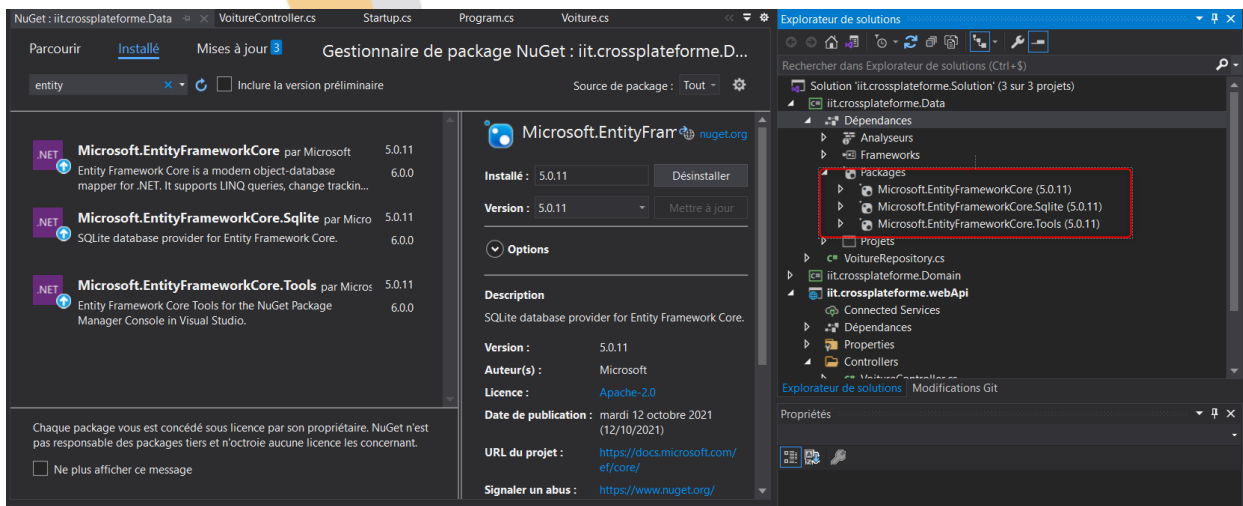 NuGet : iit.crossplateforme.Data
VoitureController.cs
Startup.cs
Program.cs
Voiture.cs
Parcourir
Installé
Mises à jour 3
Gestionnaire de package NuGet : iit.crossplateforme.D...
entity
Inclure la version préliminaire
Source de package : Tout
.NET
Microsoft.EntityFrameworkCore par Microsoft
5.0.11
Entity Framework Core is a modern object-database
mapper for .NET. It supports LINQ queries, change trackin...
6.0.0
.NET
Microsoft.EntityFrameworkCore.Sqlite par Micro
5.0.11
SQLite database provider for Entity Framework Core.
6.0.0
.NET
Microsoft.EntityFrameworkCore.Tools par Micros
5.0.11
Entity Framework Core Tools for the NuGet Package
Manager Console in Visual Studio.
6.0.0
Chaque package vous est concédé sous licence par son propriétaire. NuGet n'est
pas responsable des packages tiers et n'octroie aucune licence les concernant.
Ne plus afficher ce message
Microsoft.EntityFram
nuget.org
Installé :
5.0.11
Désinstaller
Version :
5.0.11
Mettre à jour
Options
Description
SQLite database provider for Entity Framework Core.
Version :
5.0.11
Auteur(s) :
Microsoft
Licence :
Apache-2.0
Date de publication :
mardi 12 octobre 2021
(12/10/2021)
URL du projet :
https://docs.microsoft.com/
ef/core/
Signaler un abus :
https://www.nuget.org/
Explorateur de solutions
Rechercher dans Explorateur de solutions (Ctrl+$)
Solution 'iit.crossplateforme.Solution' (3 sur 3 projets)
iit.crossplateforme.Data
Dépendances
Analyseurs
Frameworks
Packages
Microsoft.EntityFrameworkCore (5.0.11)
Microsoft.EntityFrameworkCore.Sqlite (5.0.11)
Microsoft.EntityFrameworkCore.Tools (5.0.11)
Projets
C# VoitureRepository.cs
iit.crossplateforme.Domain
iit.crossplateforme.webApi
Connected Services
Dépendances
Properties
Controllers
C# VoitureController.cs
Explorateur de solutions
Modifications Git
Propriétés